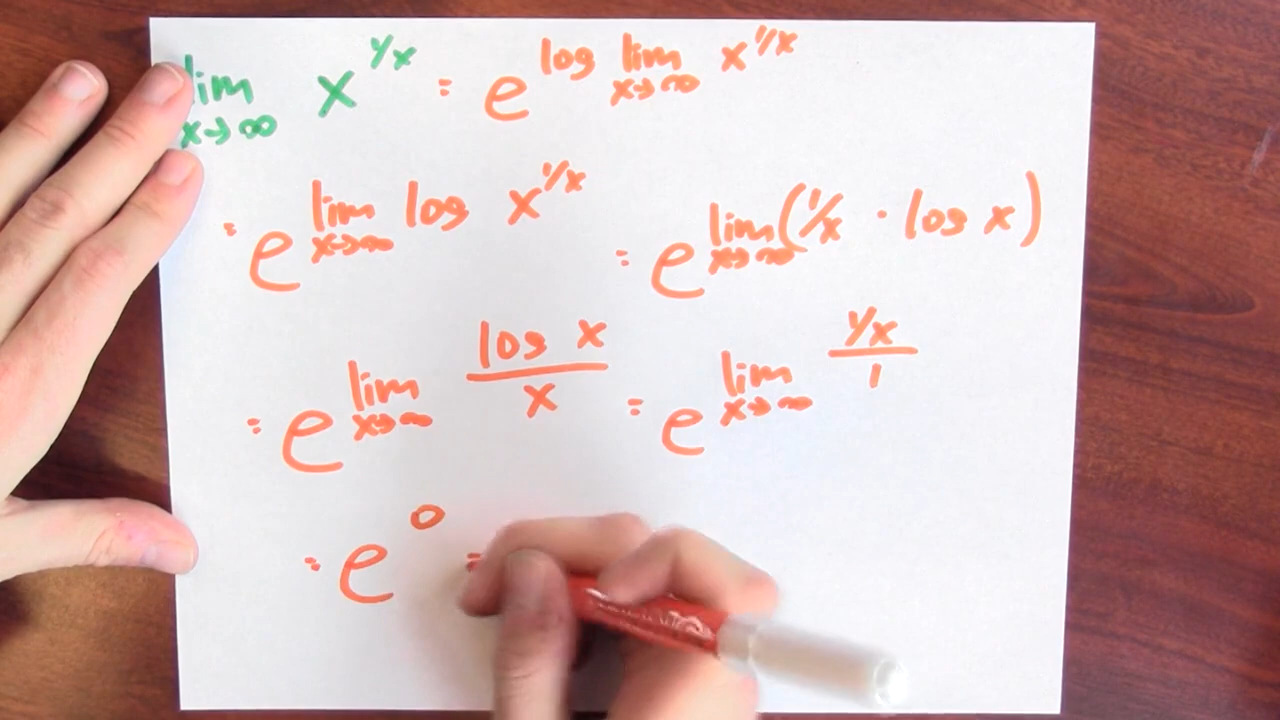 lim x→∞ x^(1/x) = e^(log lim x→∞ x^(1/x))
= e^(lim x→∞ log x^(1/x)) = e^(lim x→∞ (1/x · log x))
= e^(lim x→∞ (log x)/x) = e^(lim x→∞ (1/x)/1)
= e^0 =